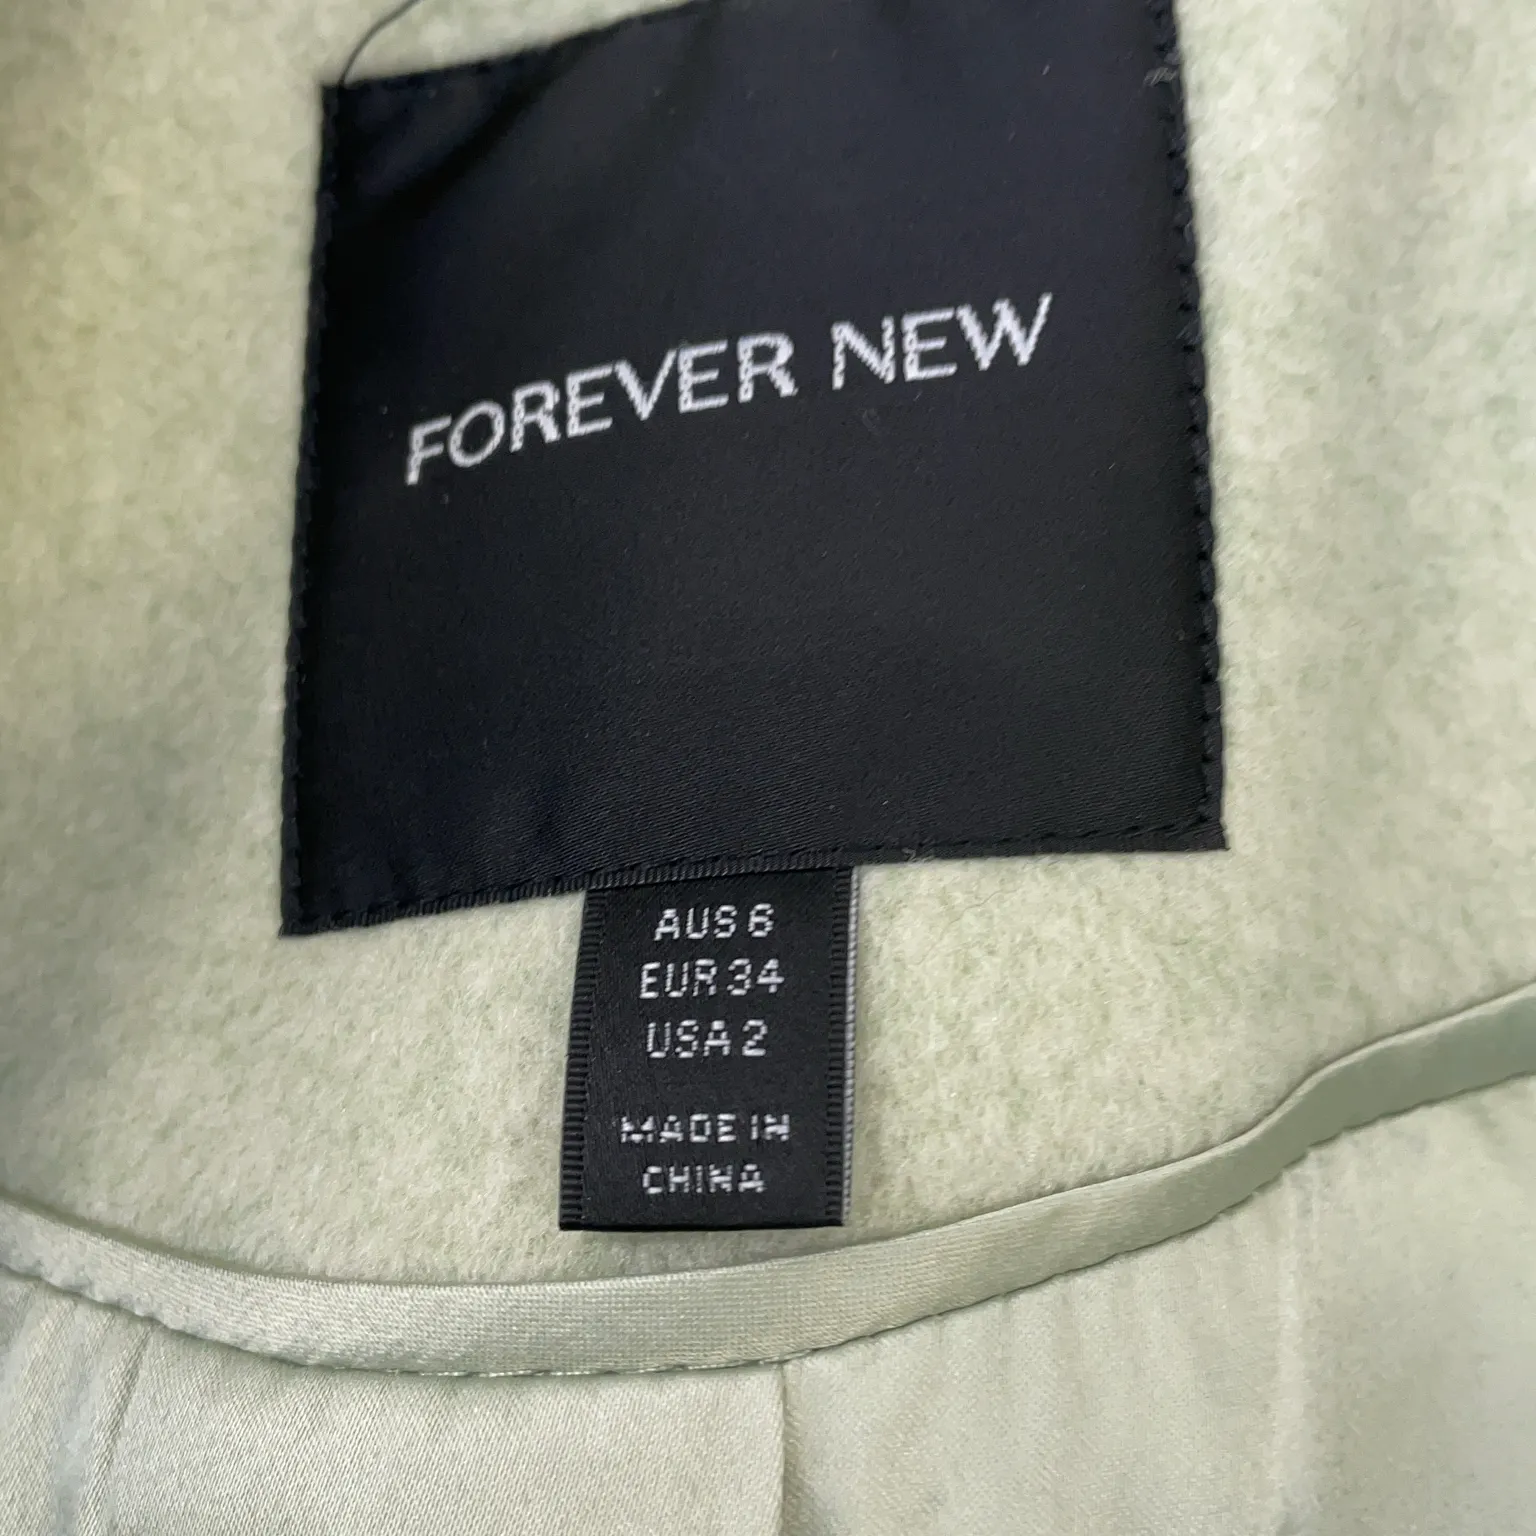 FOREVER NEW
AUS 6
EUR 34
USA 2
MADE IN
CHINA